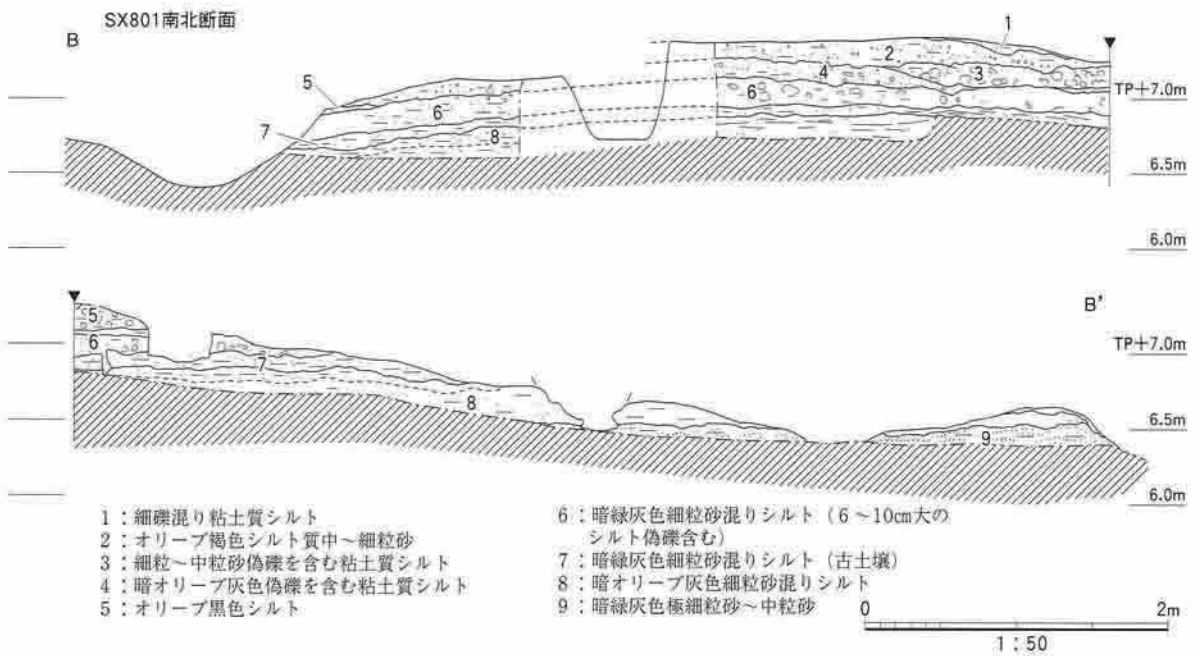 SX801南北断面
B
1
2
3
4
5
6
6
7
8
TP+7.0m
6.5m
6.0m
B'
5
6
7
8
9
TP+7.0m
6.5m
6.0m
1：細礫混り粘土質シルト
2：オリーブ褐色シルト質中～細粒砂
3：細粒～中粒砂偽礫を含む粘土質シルト
4：暗オリーブ灰色偽礫を含む粘土質シルト
5：オリーブ黒色シルト
6：暗緑灰色細粒砂混りシルト（6～10㎝大の
シルト偽礫含む）
7：暗緑灰色細粒砂混りシルト（古土壌）
8：暗オリーブ灰色細粒砂混りシルト
9：暗緑灰色極細粒砂～中粒砂
0 2m
1：50